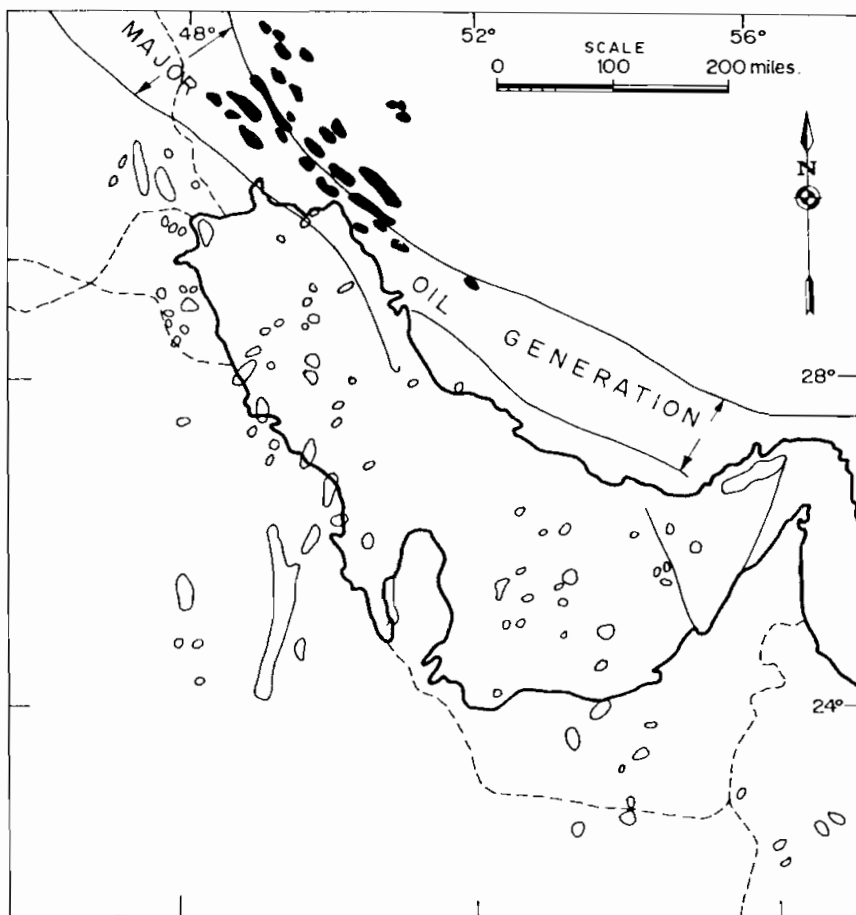 48°
52°
56°
SCALE
0 100 200 miles.
MAJOR
N
OIL
GENERATION
28°
24°